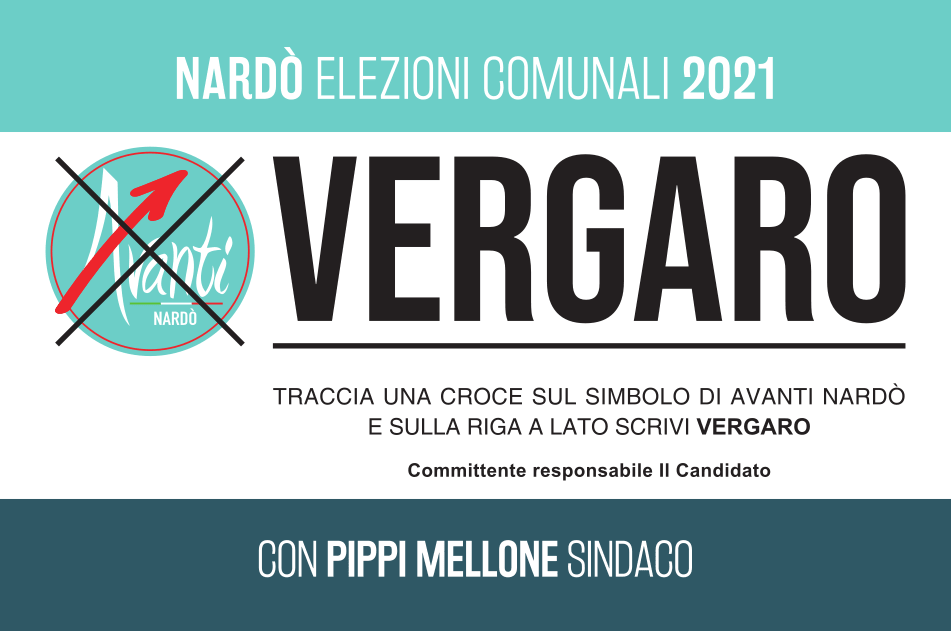 NARDÒ ELEZIONI COMUNALI 2021
Avanti
NARDÒ
VERGARO
TRACCIA UNA CROCE SUL SIMBOLO DI AVANTI NARDÒ
E SULLA RIGA A LATO SCRIVI VERGARO
Committente responsabile Il Candidato
CON PIPPI MELLONE SINDACO